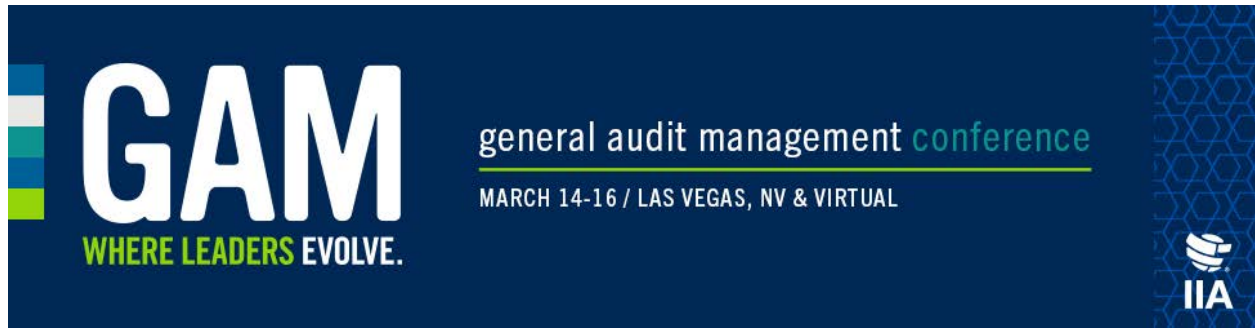 GAM
WHERE LEADERS EVOLVE.
general audit management conference
MARCH 14-16 / LAS VEGAS, NV & VIRTUAL
IIA